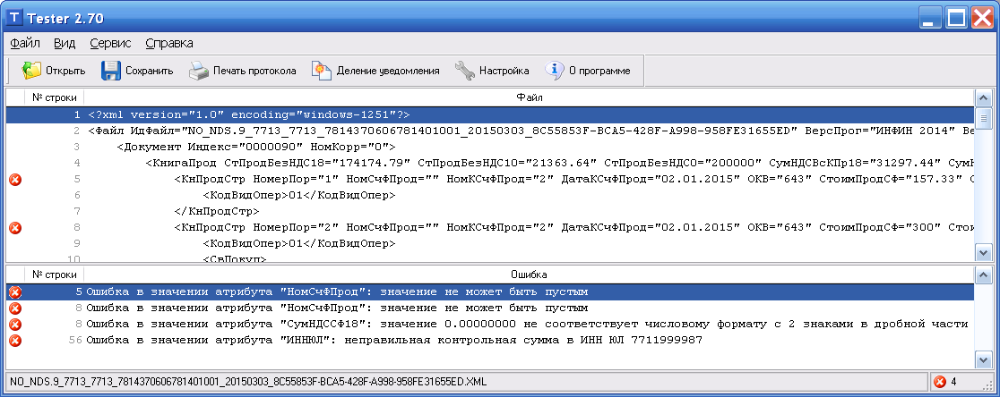 Tester 2.70
Файл Вид Сервис Справка
Открыть Сохранить Печать протокола Деление уведомления Настройка О программе
№ строки Файл
1 <?xml version="1.0" encoding="windows-1251"?>
2 <Файл ИдФайл="NO_NDS.9_7713_7713_7814370606781401001_20150303_8C55853F-BCA5-428F-A998-958FE31655ED" ВерсПрог="ИНФИН 2014" Ве
3 <Документ Индекс="0000090" НомКорр="0">
4 <КнигаПрод СтПродБезНДС18="174174.79" СтПродБезНДС10="21363.64" СтПродБезНДС0="200000" СумНДСВсКПр18="31297.44" Сум
5 <КнПродСтр НомерПор="1" НомСчФПрод="" НомКСчФПрод="2" ДатаКСчФПрод="02.01.2015" ОКВ="643" СтоимПродСФ="157.33" С
6 <КодВидОпер>01</КодВидОпер>
7 </КнПродСтр>
8 <КнПродСтр НомерПор="2" НомСчФПрод="" НомКСчФПрод="2" ДатаКСчФПрод="02.01.2015" ОКВ="643" СтоимПродСФ="300" Стои
9 <КодВидОпер>01</КодВидОпер>
10 <СвПокуп>
№ строки Ошибка
5 Ошибка в значении атрибута "НомСчФПрод": значение не может быть пустым
8 Ошибка в значении атрибута "НомСчФПрод": значение не может быть пустым
8 Ошибка в значении атрибута "СумНДССФ18": значение 0.00000000 не соответствует числовому формату с 2 знаками в дробной части
56 Ошибка в значении атрибута "ИННЮЛ": неправильная контрольная сумма в ИНН ЮЛ 7711999987
NO_NDS.9_7713_7713_7814370606781401001_20150303_8C55853F-BCA5-428F-A998-958FE31655ED.XML 4